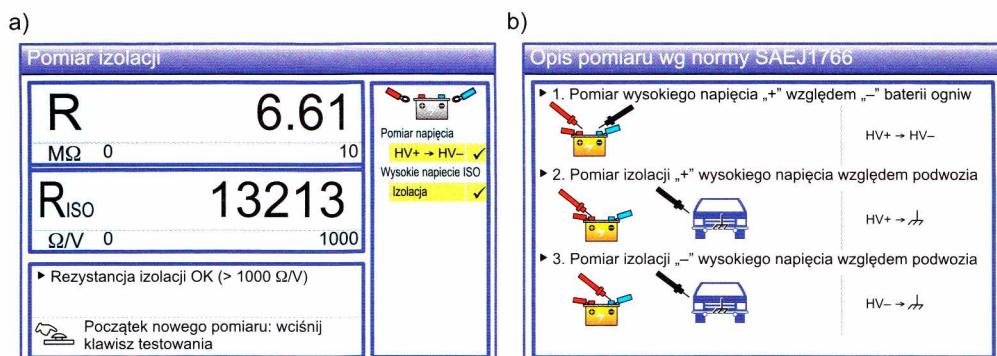 a)
Pomiar izolacji
R 6.61
MΩ 0 10
RISO 13213
Ω/V 0 1000
▶ Rezystancja izolacji OK (> 1000 Ω/V)
Początek nowego pomiaru: wciśnij
klawisz testowania
Pomiar napięcia
HV+ → HV– ✓
Wysokie napiecie ISO
Izolacja ✓
b)
Opis pomiaru wg normy SAEJ1766
▶ 1. Pomiar wysokiego napięcia „+” względem „–” baterii ogniw
HV+ → HV–
▶ 2. Pomiar izolacji „+” wysokiego napięcia względem podwozia
HV+ →
▶ 3. Pomiar izolacji „–” wysokiego napięcia względem podwozia
HV– →